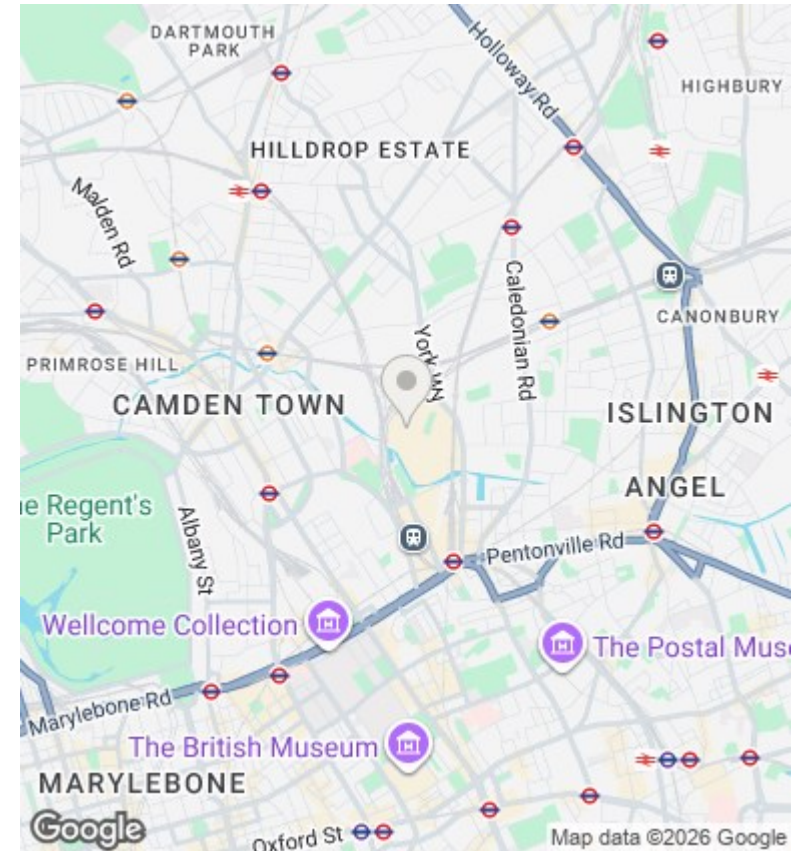 DARTMOUTH
PARK
Holloway Rd
HIGHBURY
HILLDROP ESTATE
Malden Rd
Caledonian Rd
CANONBURY
York Wy
PRIMROSE HILL
CAMDEN TOWN
ISLINGTON
ANGEL
e Regent's
Park
Albany St
Pentonville Rd
Wellcome Collection
The Postal Muse
Marylebone Rd
The British Museum
MARYLEBONE
Oxford St
Google
Map data ©2026 Google